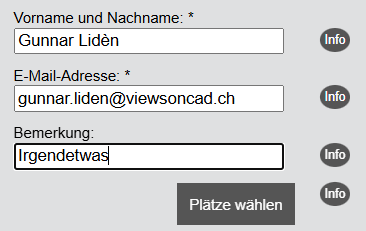 Vorname und Nachname: *
Gunnar Lidèn
Info
E-Mail-Adresse: *
gunnar.liden@viewsoncad.ch
Info
Bemerkung:
Irgendetwas
Info
Plätze wählen
Info